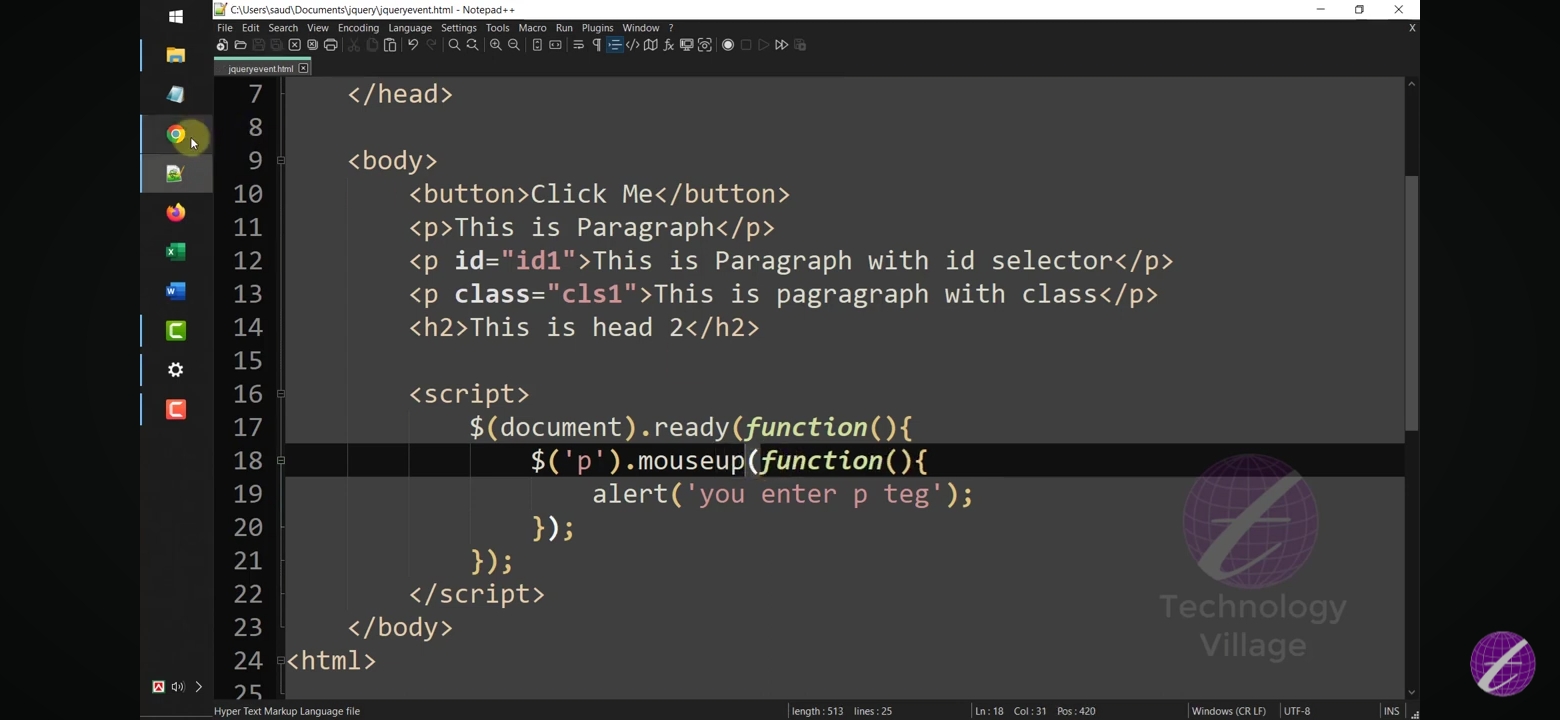 C:\Users\saud\Documents\jquery\jqueryevent.html - Notepad++
File Edit Search View Encoding Language Settings Tools Macro Run Plugins Window ? X
jqueryevent.html
7 </head>
8
9 <body>
10 <button>Click Me</button>
11 <p>This is Paragraph</p>
12 <p id="id1">This is Paragraph with id selector</p>
13 <p class="cls1">This is pagragraph with class</p>
14 <h2>This is head 2</h2>
15
16 <script>
17 $(document).ready(function(){
18 $('p').mouseup(function(){
19 alert('you enter p teg');
20 });
21 });
22 </script>
23 </body>
24 <html>
25
Technology
Village
Hyper Text Markup Language file length : 513 lines : 25 Ln : 18 Col : 31 Pos : 420 Windows (CR LF) UTF-8 INS